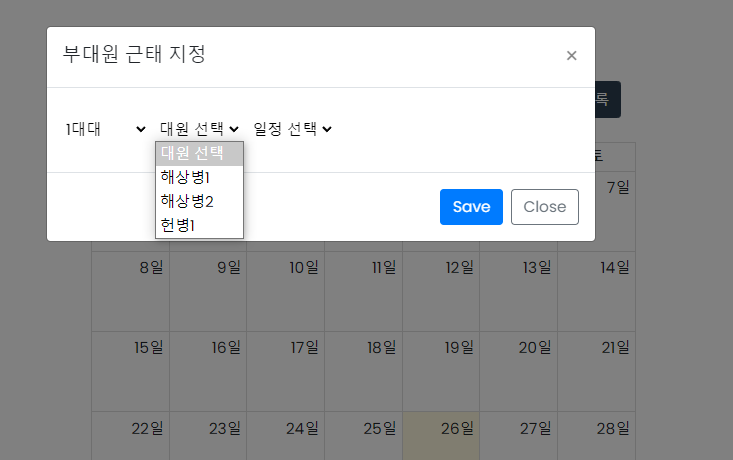 부대원 근태 지정
×
록
1대대 대원 선택 일정 선택
대원 선택
해상병1
해상병2
헌병1
Save Close
토
7일
8일 9일 10일 11일 12일 13일 14일
15일 16일 17일 18일 19일 20일 21일
22일 23일 24일 25일 26일 27일 28일